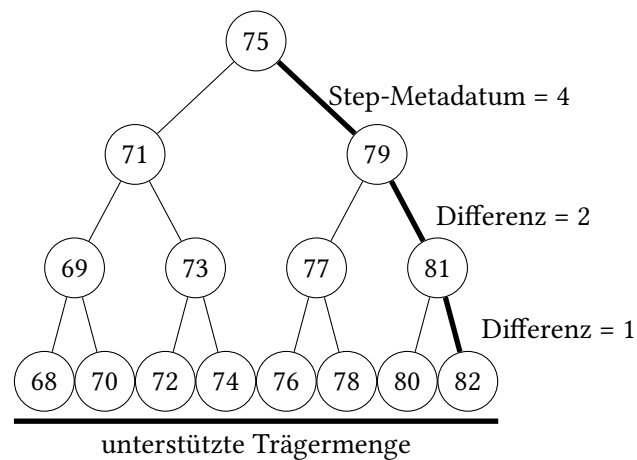 75
Step-Metadatum = 4
71 79
Differenz = 2
69 73 77 81
Differenz = 1
68 70 72 74 76 78 80 82
unterstützte Trägermenge